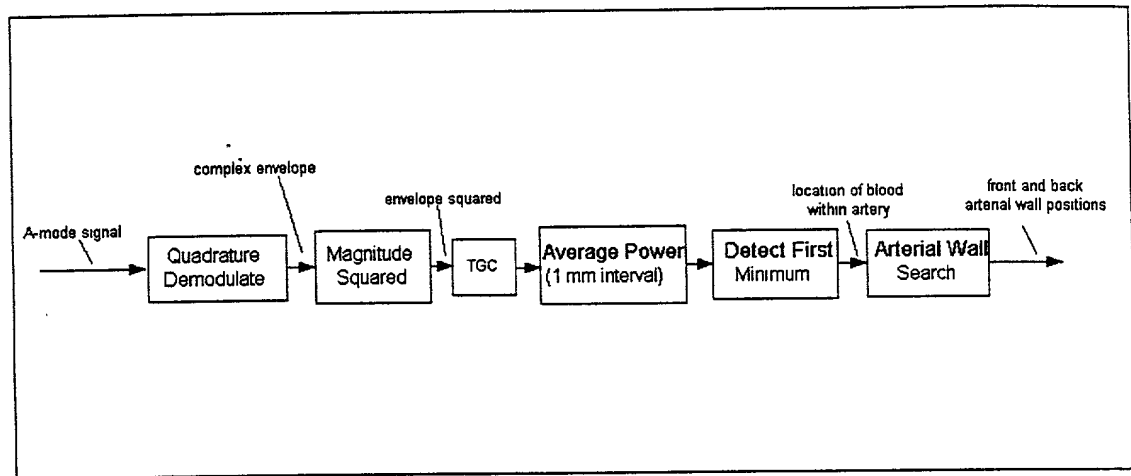 complex envelope
envelope squared
location of blood
within artery
front and back
arterial wall positions
A-mode signal
Quadrature
Demodulate
Magnitude
Squared
TGC
Average Power
(1 mm interval)
Detect First
Minimum
Arterial Wall
Search